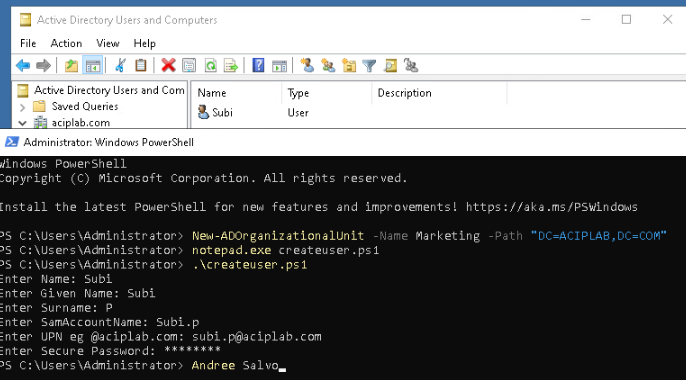 Active Directory Users and Computers
File Action View Help
Active Directory Users and Com
Saved Queries
aciplab.com
Name Type Description
Subi User
Administrator: Windows PowerShell
Windows PowerShell
Copyright (C) Microsoft Corporation. All rights reserved.
Install the latest PowerShell for new features and improvements! https://aka.ms/PSWindows
PS C:\Users\Administrator> New-ADOrganizationalUnit -Name Marketing -Path "DC=ACIPLAB,DC=COM"
PS C:\Users\Administrator> notepad.exe createuser.ps1
PS C:\Users\Administrator> .\createuser.ps1
Enter Name: Subi
Enter Given Name: Subi
Enter Surname: P
Enter SamAccountName: Subi.p
Enter UPN eg @aciplab.com: subi.p@aciplab.com
Enter Secure Password: ********
PS C:\Users\Administrator> Andree Salvo